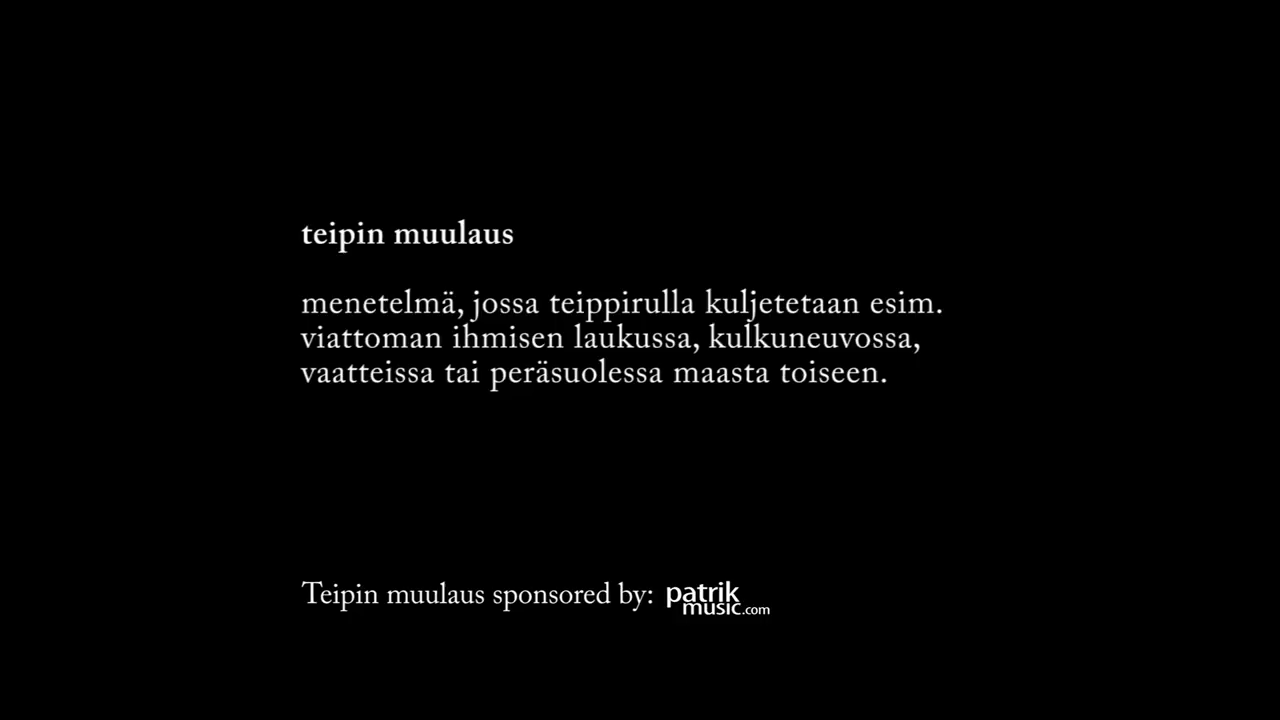 teipin muulaus
menetelmä, jossa teippirulla kuljetetaan esim.
viattoman ihmisen laukussa, kulkuneuvossa,
vaatteissa tai peräsuolessa maasta toiseen.
Teipin muulaus sponsored by: patrik
music.com